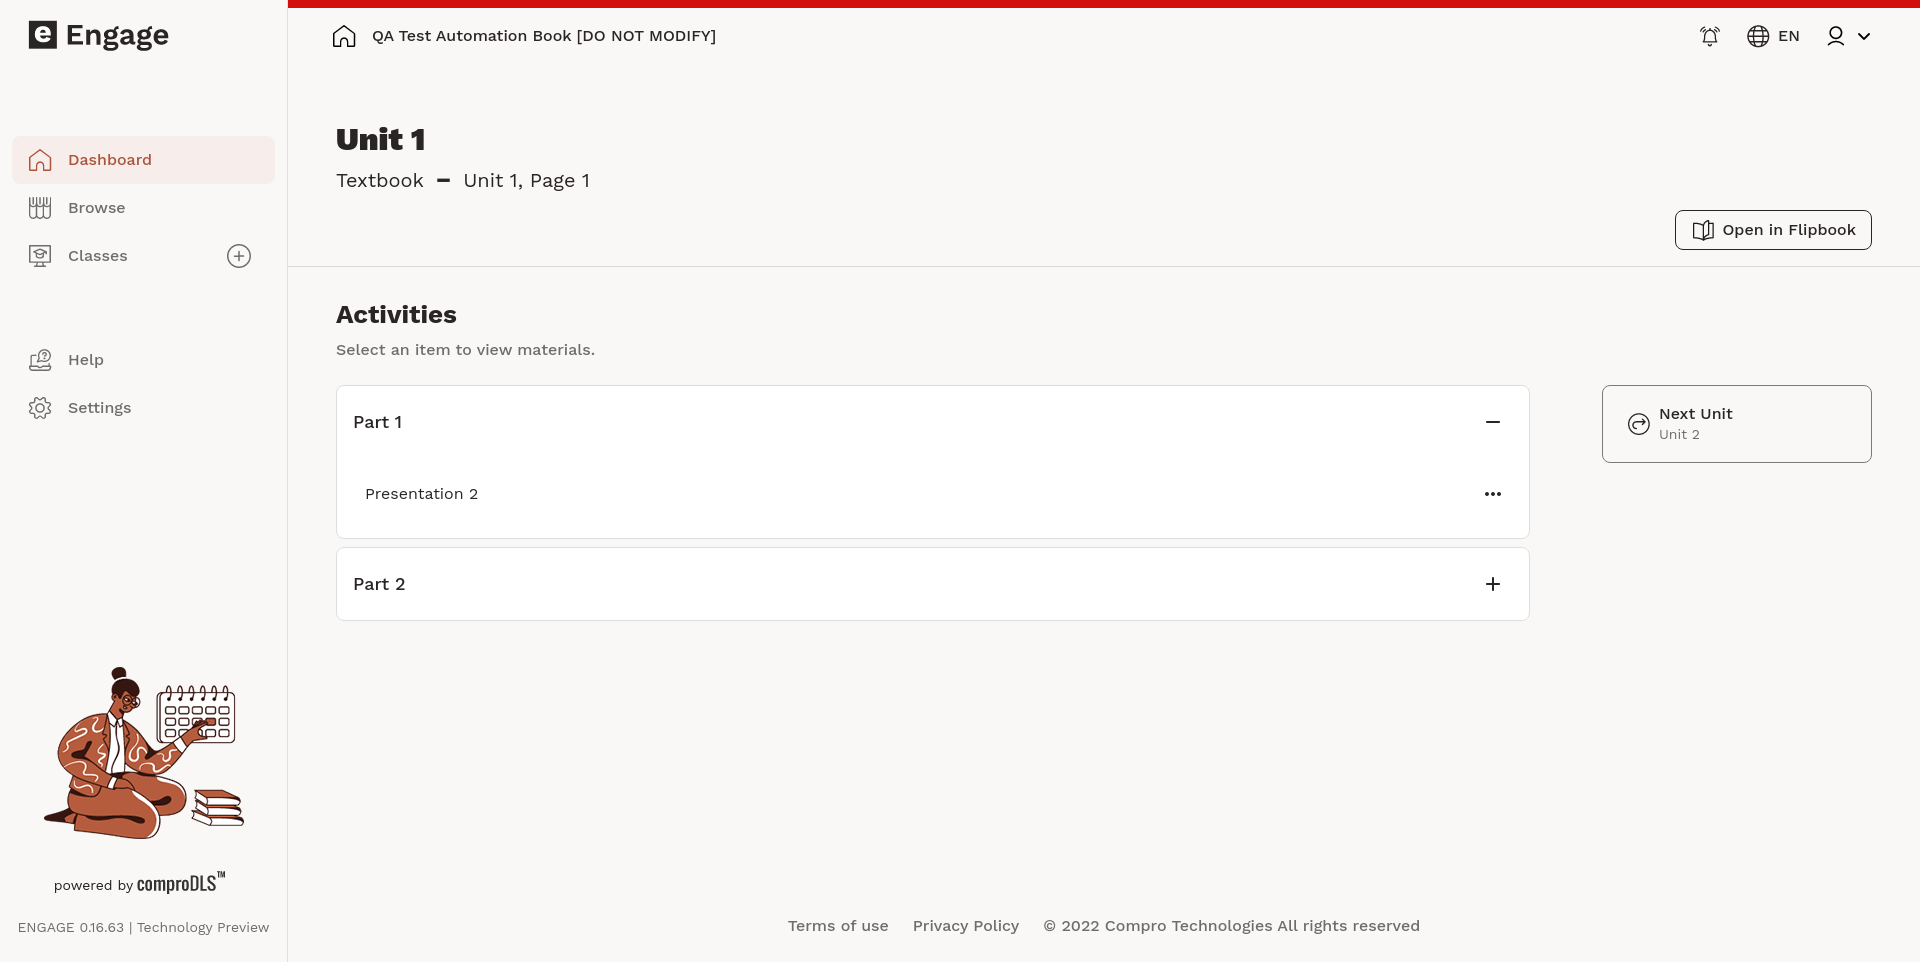 e Engage
QA Test Automation Book [DO NOT MODIFY]
EN
Dashboard
Browse
Classes
Help
Settings
powered by comproDLS™
ENGAGE 0.16.63 | Technology Preview
Unit 1
Textbook – Unit 1, Page 1
Open in Flipbook
Activities
Select an item to view materials.
Part 1
Presentation 2
Part 2
Next Unit
Unit 2
Terms of use Privacy Policy © 2022 Compro Technologies All rights reserved